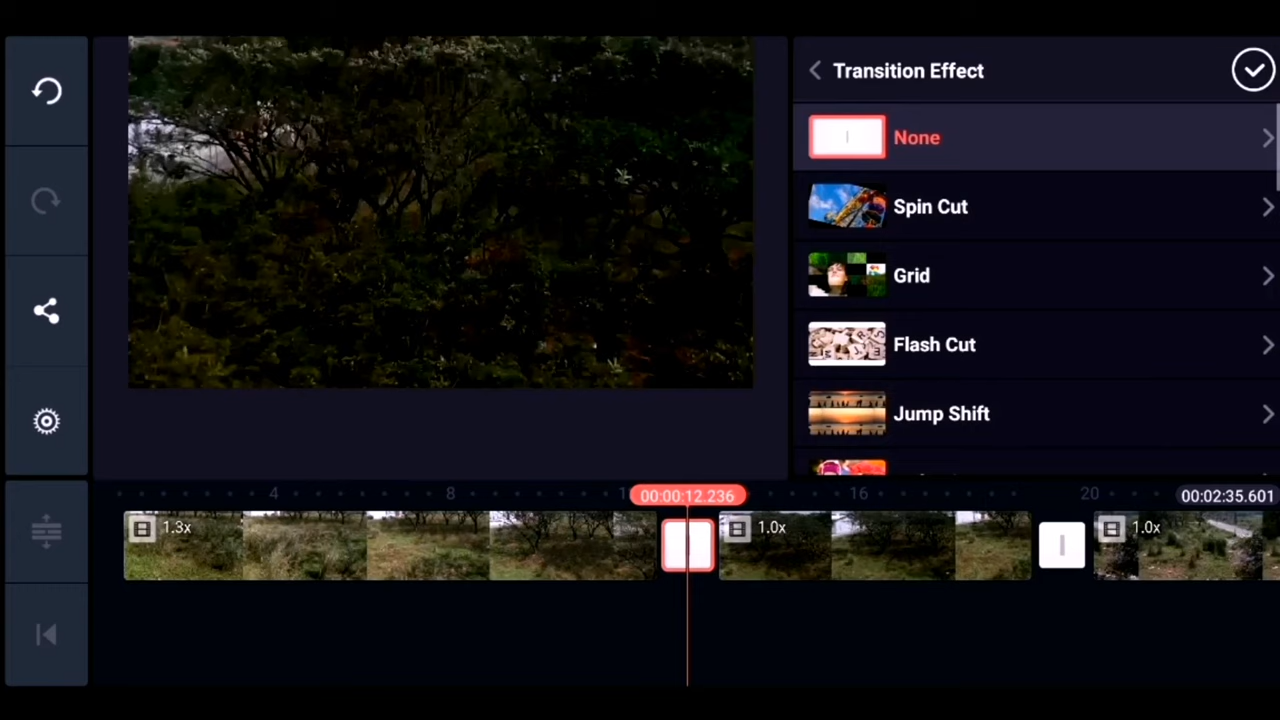 Transition Effect
None
Spin Cut
Grid
Flash Cut
Jump Shift
4
8
00:00:12.236
16
20
00:02:35.601
1.3x
1.0x
1.0x